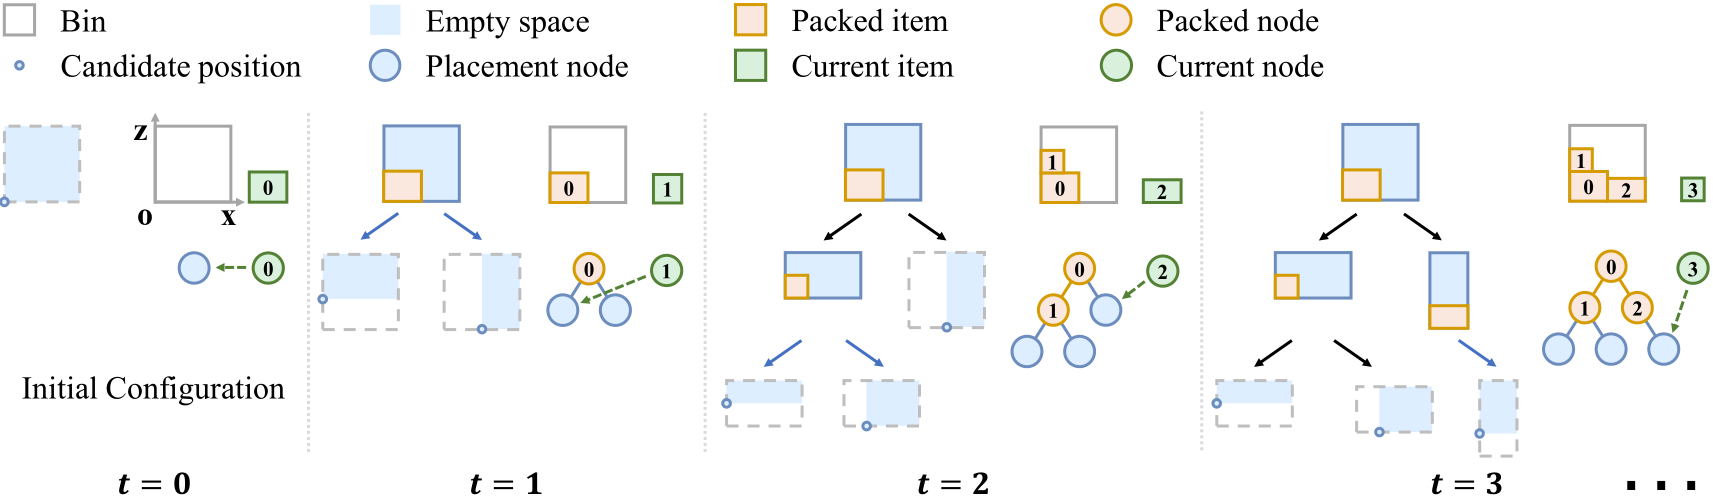 Bin Empty space Packed item Packed node
Candidate position Placement node Current item Current node
z
o x
0
0
Initial Configuration
t = 0
0
1
0
1
t = 1
1
0
2
0
1
2
t = 2
1
0 2
3
0
1 2
3
t = 3
...